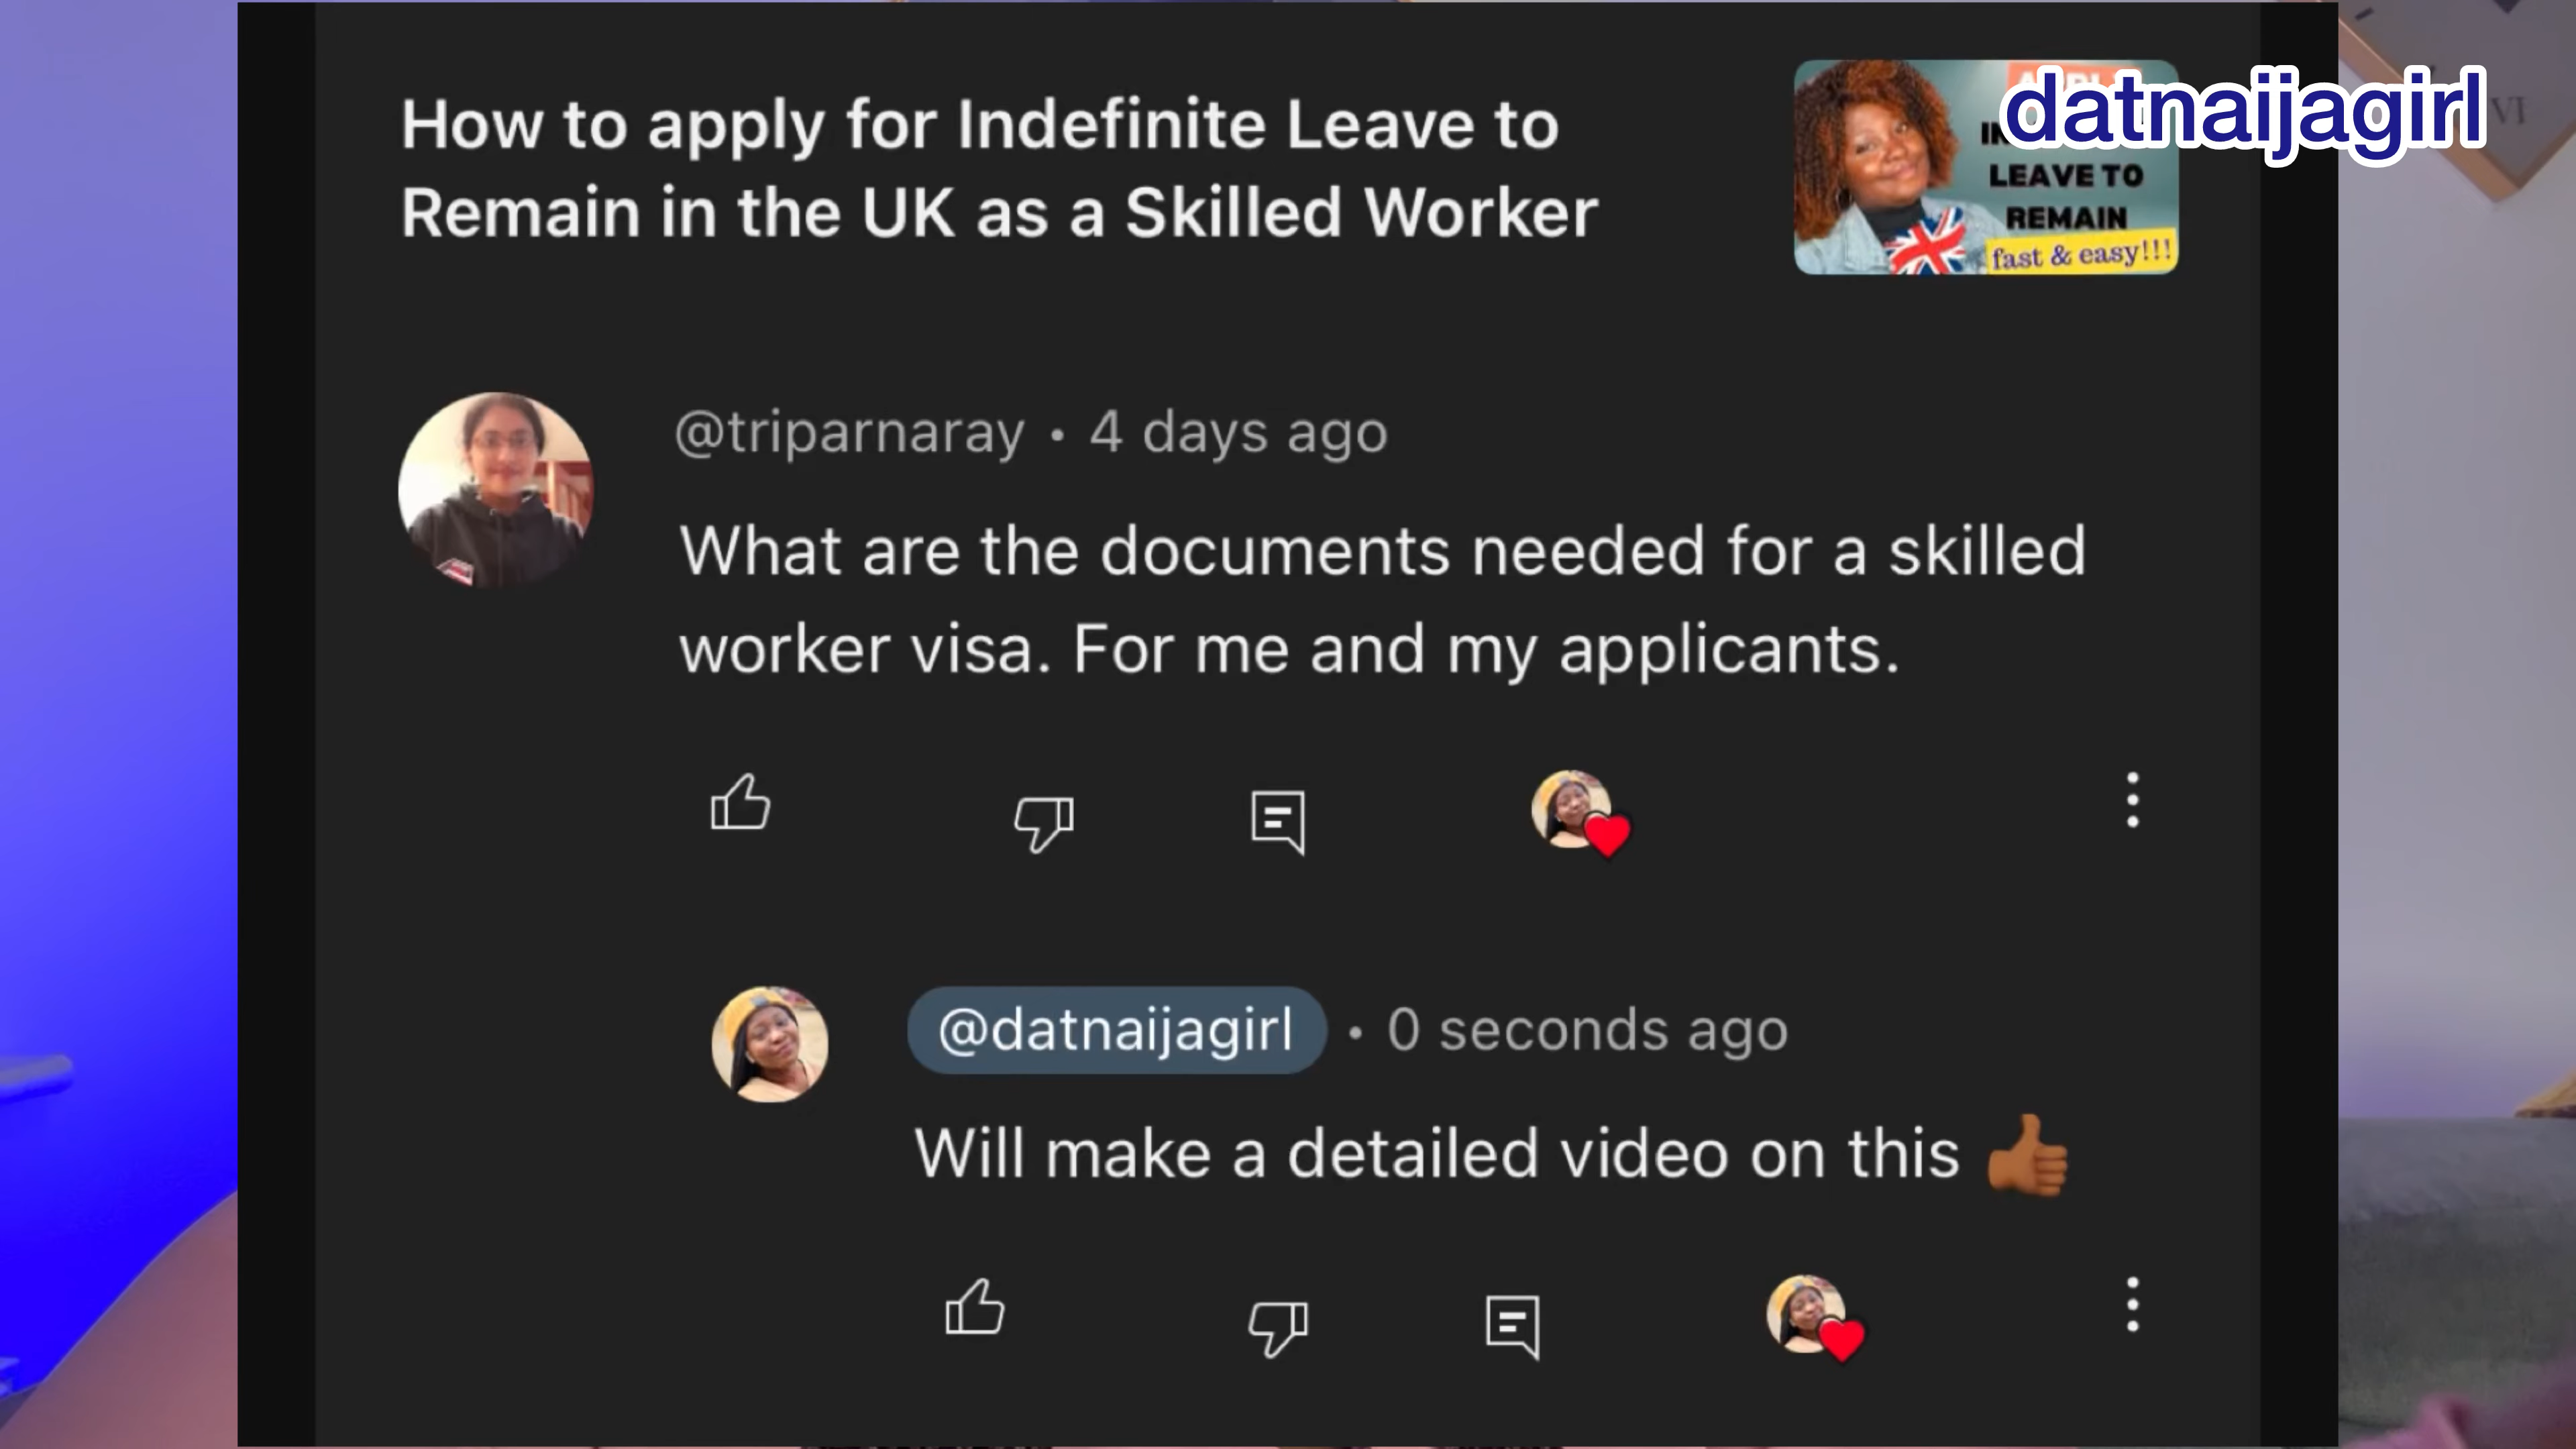 How to apply for Indefinite Leave to
Remain in the UK as a Skilled Worker
datnaijagirl
LEAVE TO
REMAIN
fast & easy!!!
VI
@triparnaray • 4 days ago
What are the documents needed for a skilled
worker visa. For me and my applicants.
@datnaijagirl • 0 seconds ago
Will make a detailed video on this 👍🏾